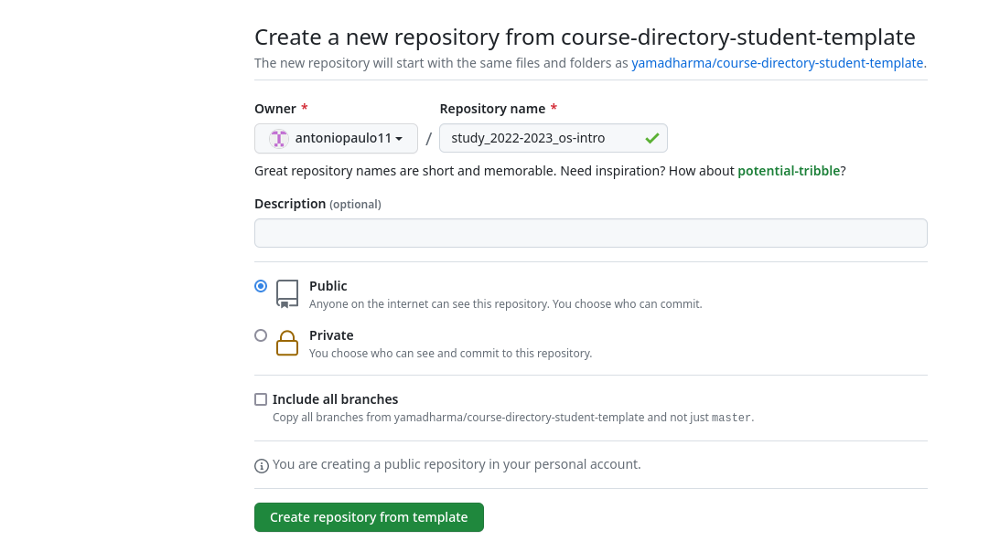 Create a new repository from course-directory-student-template
The new repository will start with the same files and folders as yamadharma/course-directory-student-template.
Owner * Repository name *
antoniopaulo11 / study_2022-2023_os-intro
Great repository names are short and memorable. Need inspiration? How about potential-tribble?
Description (optional)
Public
Anyone on the internet can see this repository. You choose who can commit.
Private
You choose who can see and commit to this repository.
Include all branches
Copy all branches from yamadharma/course-directory-student-template and not just master.
You are creating a public repository in your personal account.
Create repository from template